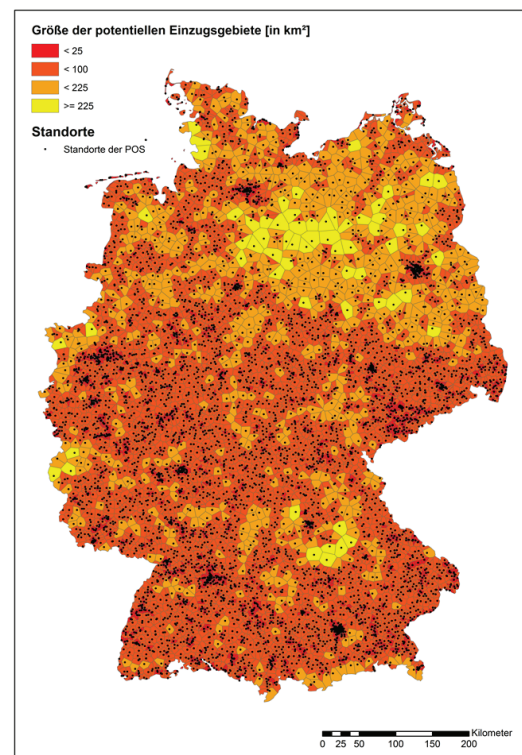 Größe der potentiellen Einzugsgebiete [in km²]
< 25
< 100
< 225
>= 225
Standorte
Standorte der POS
Kilometer
0 25 50 100 150 200